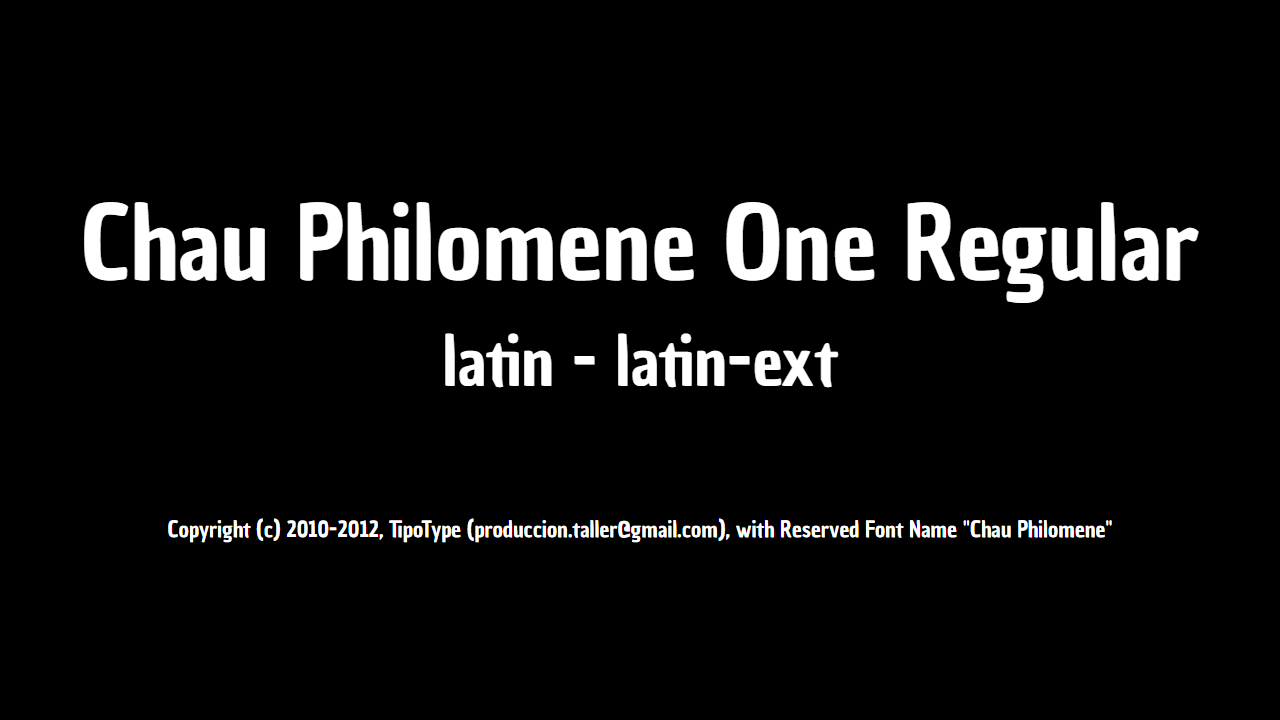 Chau Philomene One Regular
latin - latin-ext
Copyright (c) 2010-2012, TipoType (produccion.taller@gmail.com), with Reserved Font Name "Chau Philomene"